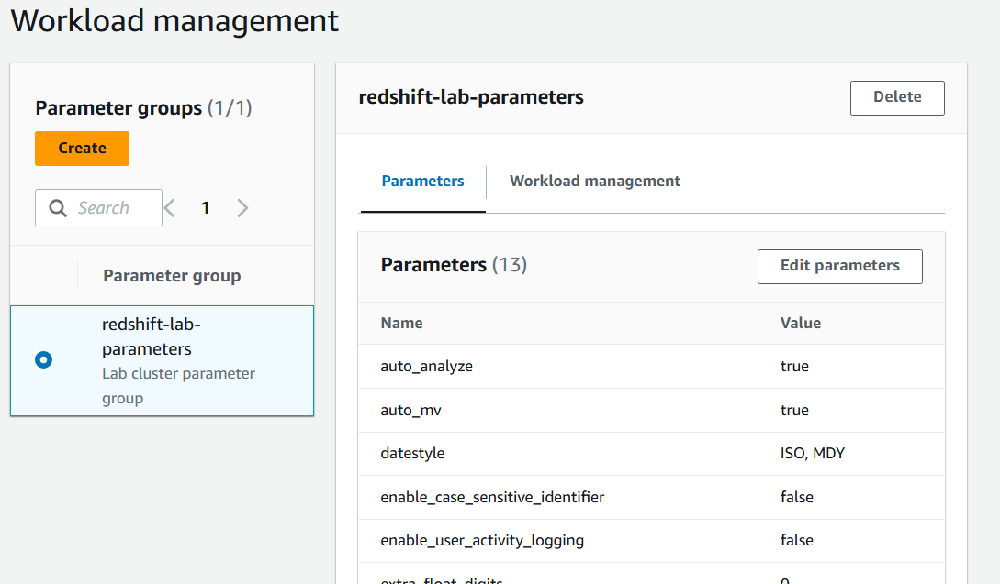 Workload management
Parameter groups (1/1)
Create
Search
1
Parameter group
redshift-lab-
parameters
Lab cluster parameter
group
redshift-lab-parameters
Delete
Parameters
Workload management
Parameters (13)
Edit parameters
Name Value
auto_analyze true
auto_mv true
datestyle ISO, MDY
enable_case_sensitive_identifier false
enable_user_activity_logging false
extra_float_digits 0